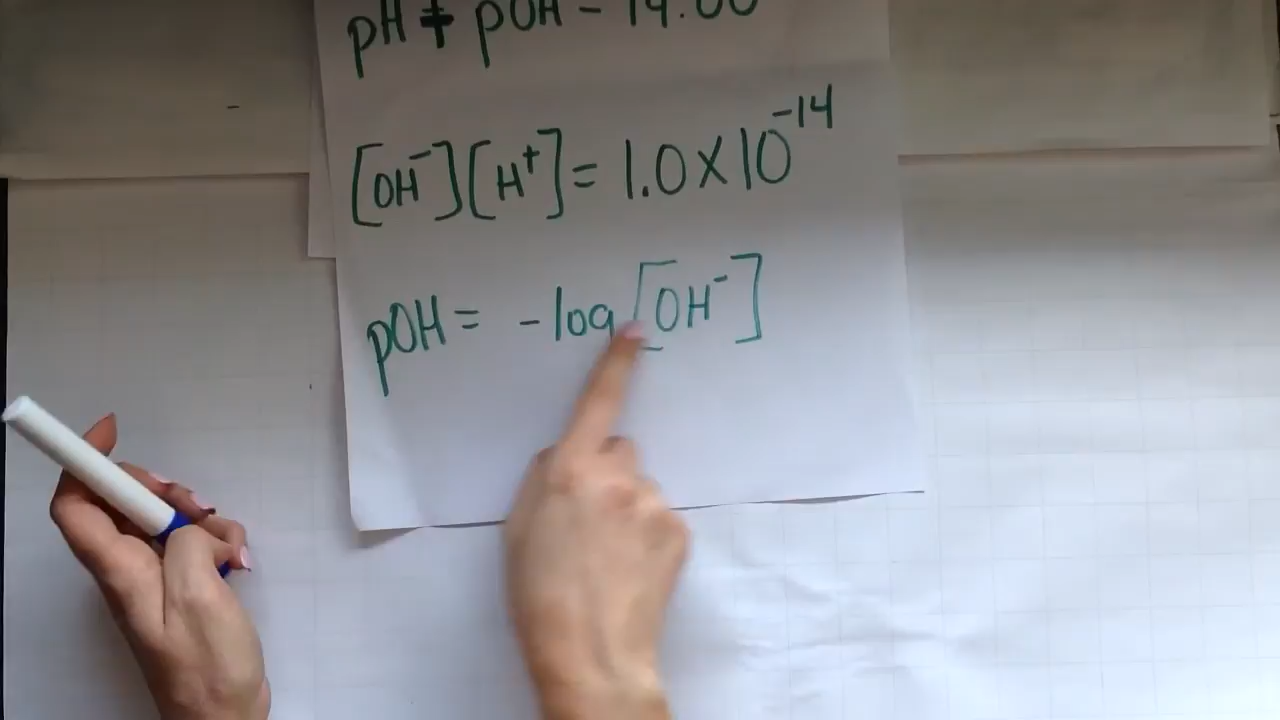 pH + pOH = 14.00
[OH⁻][H⁺] = 1.0 X 10⁻¹⁴
pOH = -log[OH⁻]